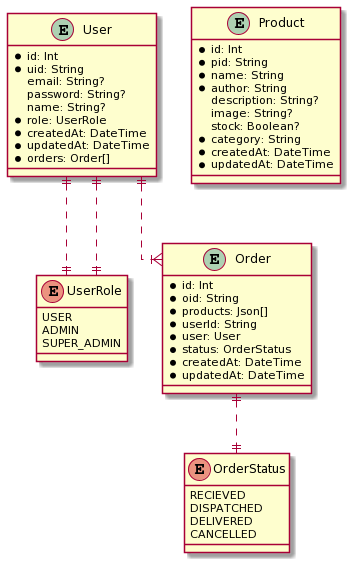 E User
id: Int
uid: String
email: String?
password: String?
name: String?
role: UserRole
createdAt: DateTime
updatedAt: DateTime
orders: Order[]
E Product
id: Int
pid: String
name: String
author: String
description: String?
image: String?
stock: Boolean?
category: String
createdAt: DateTime
updatedAt: DateTime
E UserRole
USER
ADMIN
SUPER_ADMIN
E Order
id: Int
oid: String
products: Json[]
userId: String
user: User
status: OrderStatus
createdAt: DateTime
updatedAt: DateTime
E OrderStatus
RECIEVED
DISPATCHED
DELIVERED
CANCELLED